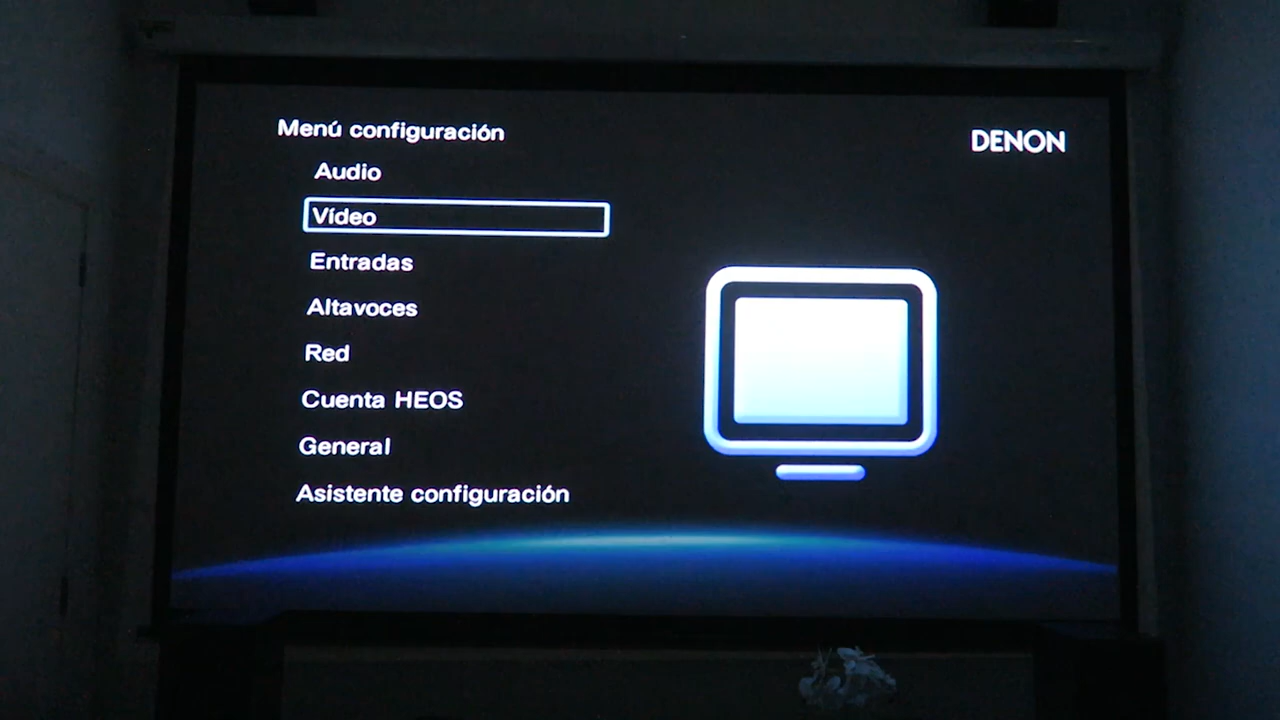 Menú configuración
DENON
Audio
Vídeo
Entradas
Altavoces
Red
Cuenta HEOS
General
Asistente configuración